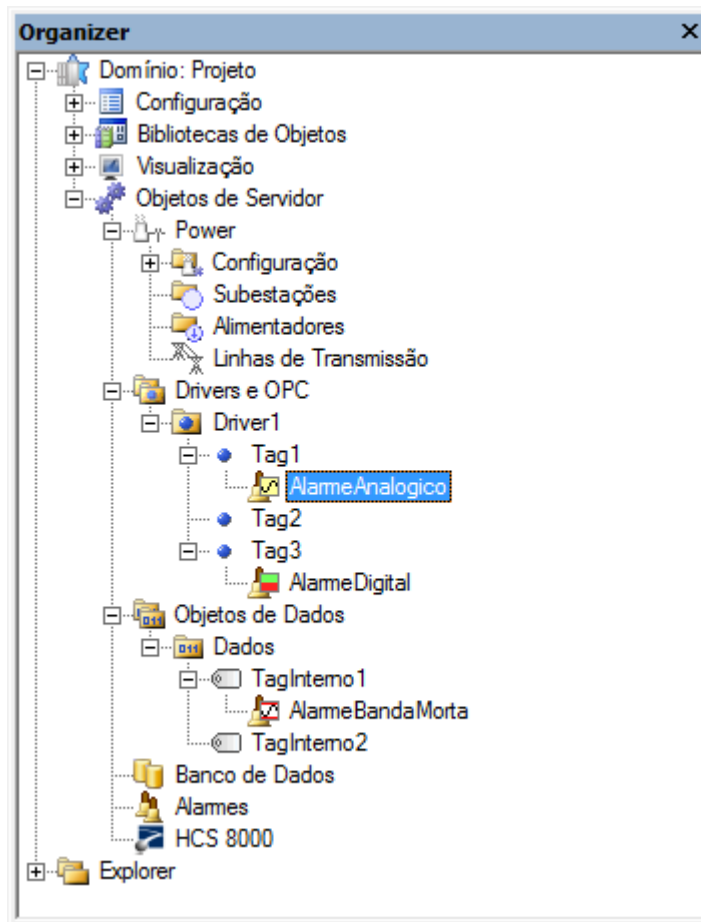 Organizer
Domínio: Projeto
Configuração
Bibliotecas de Objetos
Visualização
Objetos de Servidor
Power
Configuração
Subestações
Alimentadores
Linhas de Transmissão
Drivers e OPC
Driver1
Tag1
AlarmeAnalogico
Tag2
Tag3
AlarmeDigital
Objetos de Dados
Dados
TagInterno1
AlarmeBandaMorta
TagInterno2
Banco de Dados
Alarmes
HCS 8000
Explorer